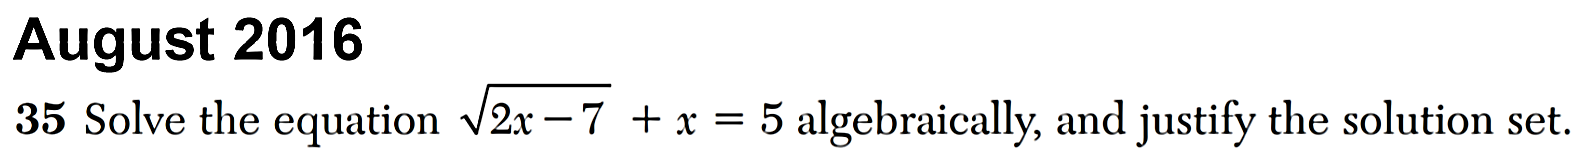 August 2016
35 Solve the equation √(2x − 7) + x = 5 algebraically, and justify the solution set.